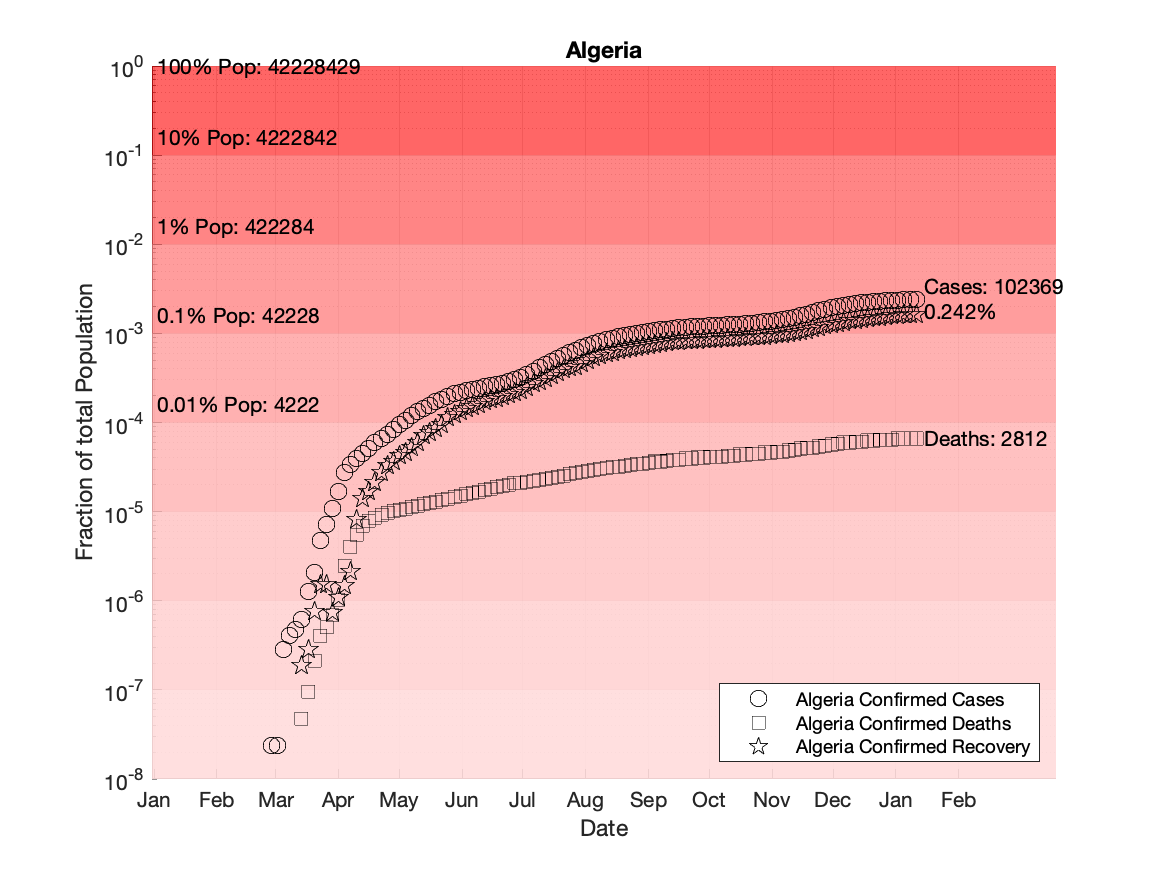 Algeria
10^0
100% Pop: 42228429
10% Pop: 4222842
10^-1
1% Pop: 422284
10^-2
Cases: 102369
0.242%
0.1% Pop: 42228
10^-3
0.01% Pop: 4222
10^-4
Deaths: 2812
10^-5
10^-6
10^-7
10^-8
Fraction of total Population
Algeria Confirmed Cases
Algeria Confirmed Deaths
Algeria Confirmed Recovery
Jan Feb Mar Apr May Jun Jul Aug Sep Oct Nov Dec Jan Feb
Date